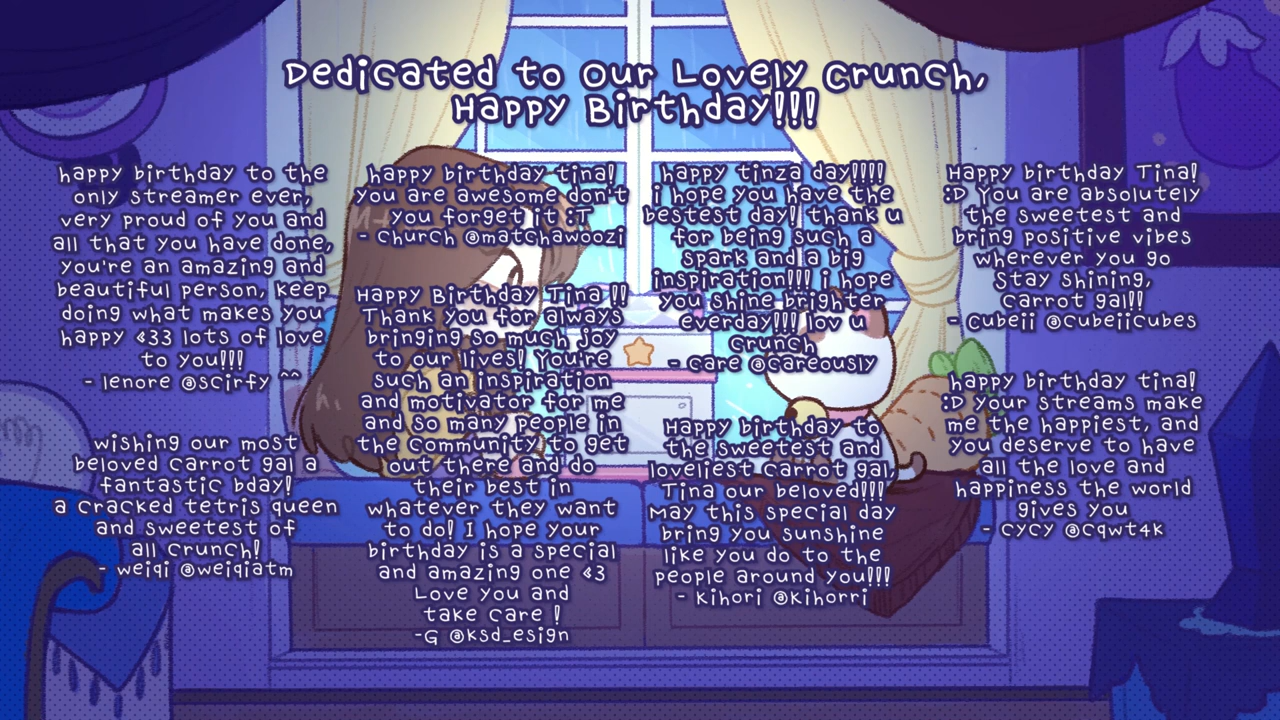 Dedicated to Our Lovely Crunch,
Happy Birthday!!!
happy birthday to the
only streamer ever,
very proud of you and
all that you have done,
you're an amazing and
beautiful person, keep
doing what makes you
happy <33 lots of love
to you!!!
- lenore @scirfy ^^
wishing our most
beloved carrot gal a
fantastic bday!
a cracked tetris queen
and sweetest of
all crunch!
- weiqi @weiqiatm
happy birthday tina!
you are awesome don't
you forget it :T
- church @matchawoozi
Happy Birthday Tina !!
Thank you for always
bringing so much joy
to our lives! You're
such an inspiration
and motivator for me
and so many people in
the community to get
out there and do
their best in
whatever they want
to do! I hope your
birthday is a special
and amazing one <3
Love you and
take care !
-G @ksd_esign
happy tinza day!!!!
i hope you have the
bestest day! thank u
for being such a
spark and a big
inspiration!!! i hope
you shine brighter
everday!!! lov u
crunch
- care @careously
Happy birthday to
the sweetest and
loveliest carrot gal,
Tina our beloved!!!
May this special day
bring you sunshine
like you do to the
people around you!!!
- Kihori @kihorri
Happy birthday Tina!
:D You are absolutely
the sweetest and
bring positive vibes
wherever you go
Stay shining,
carrot gal!!
- cubeii @cubeiicubes
happy birthday tina!
:D your streams make
me the happiest, and
you deserve to have
all the love and
happiness the world
gives you
- cycy @cqwt4k